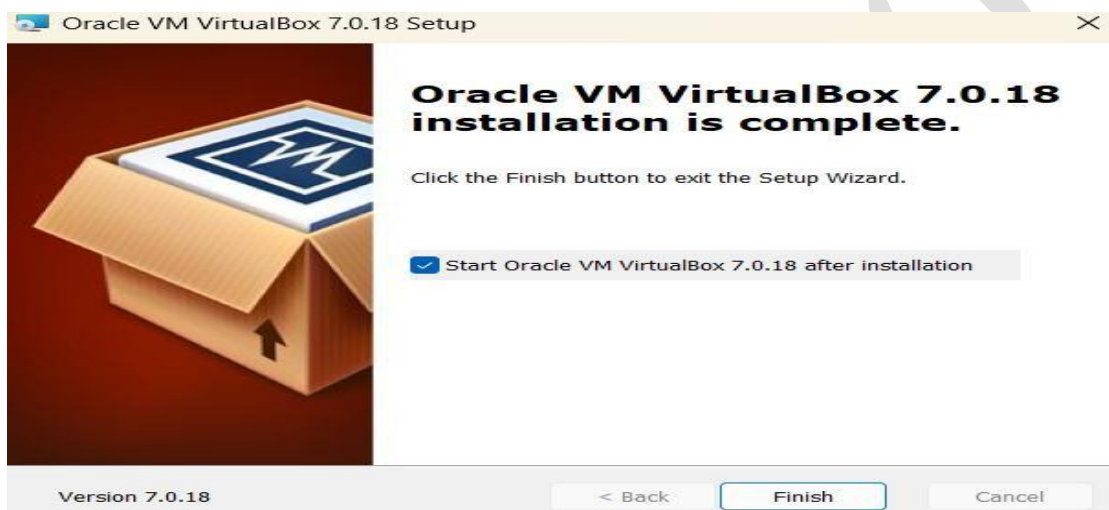 Oracle VM VirtualBox 7.0.18 Setup
Oracle VM VirtualBox 7.0.18
installation is complete.
Click the Finish button to exit the Setup Wizard.
Start Oracle VM VirtualBox 7.0.18 after installation
Version 7.0.18
< Back
Finish
Cancel